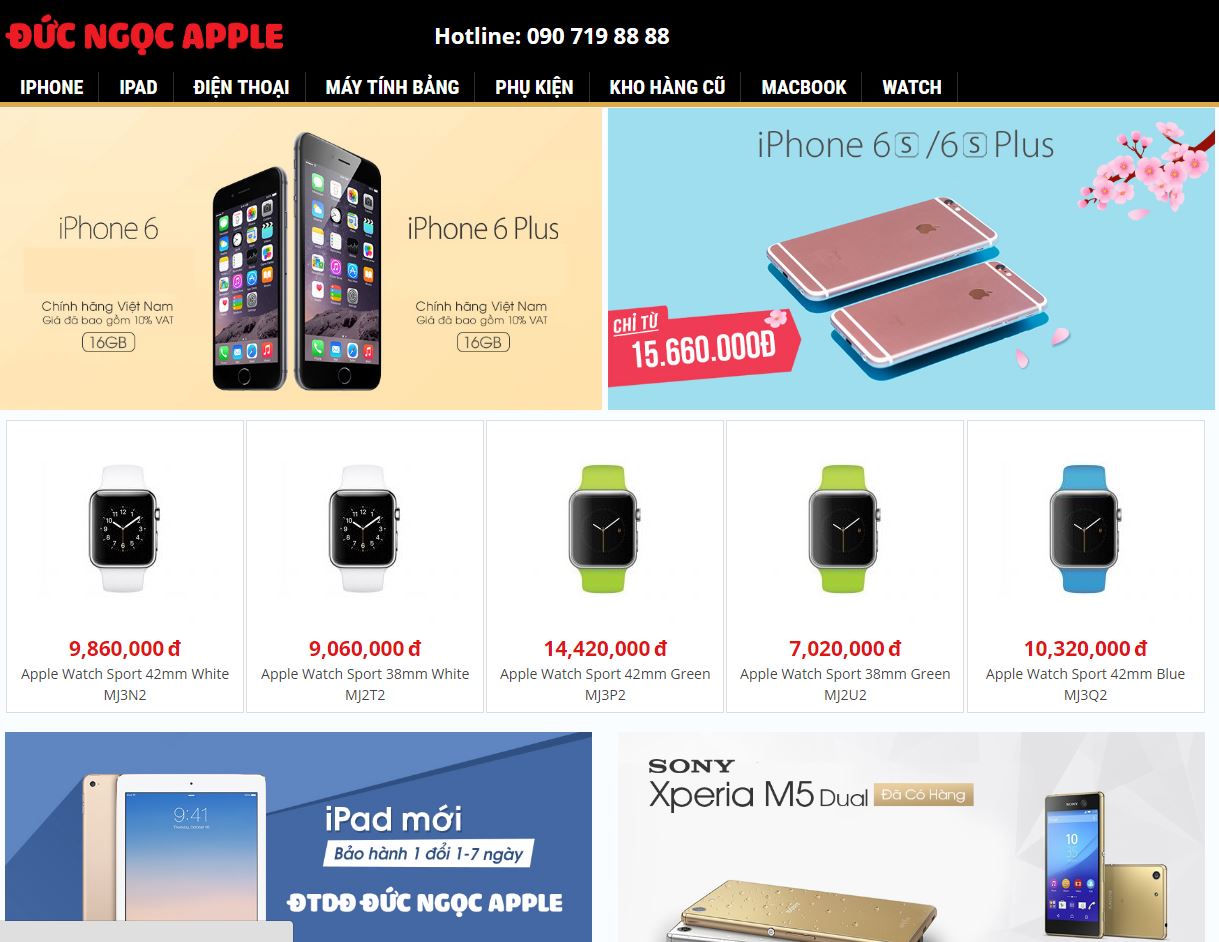 ĐỨC NGỌC APPLE
Hotline: 090 719 88 88
IPHONE IPAD ĐIỆN THOẠI MÁY TÍNH BẢNG PHỤ KIỆN KHO HÀNG CŨ MACBOOK WATCH
iPhone 6
Chính hãng Việt Nam
Giá đã bao gồm 10% VAT
16GB
iPhone 6 Plus
Chính hãng Việt Nam
Giá đã bao gồm 10% VAT
16GB
iPhone 6S /6S Plus
CHỈ TỪ
15.660.000Đ
9,860,000 đ
Apple Watch Sport 42mm White
MJ3N2
9,060,000 đ
Apple Watch Sport 38mm White
MJ2T2
14,420,000 đ
Apple Watch Sport 42mm Green
MJ3P2
7,020,000 đ
Apple Watch Sport 38mm Green
MJ2U2
10,320,000 đ
Apple Watch Sport 42mm Blue
MJ3Q2
9:41
iPad mới
Bảo hành 1 đổi 1-7 ngày
ĐTDĐ ĐỨC NGỌC APPLE
SONY
Xperia M5 Dual Đã Có Hàng
SONY
10